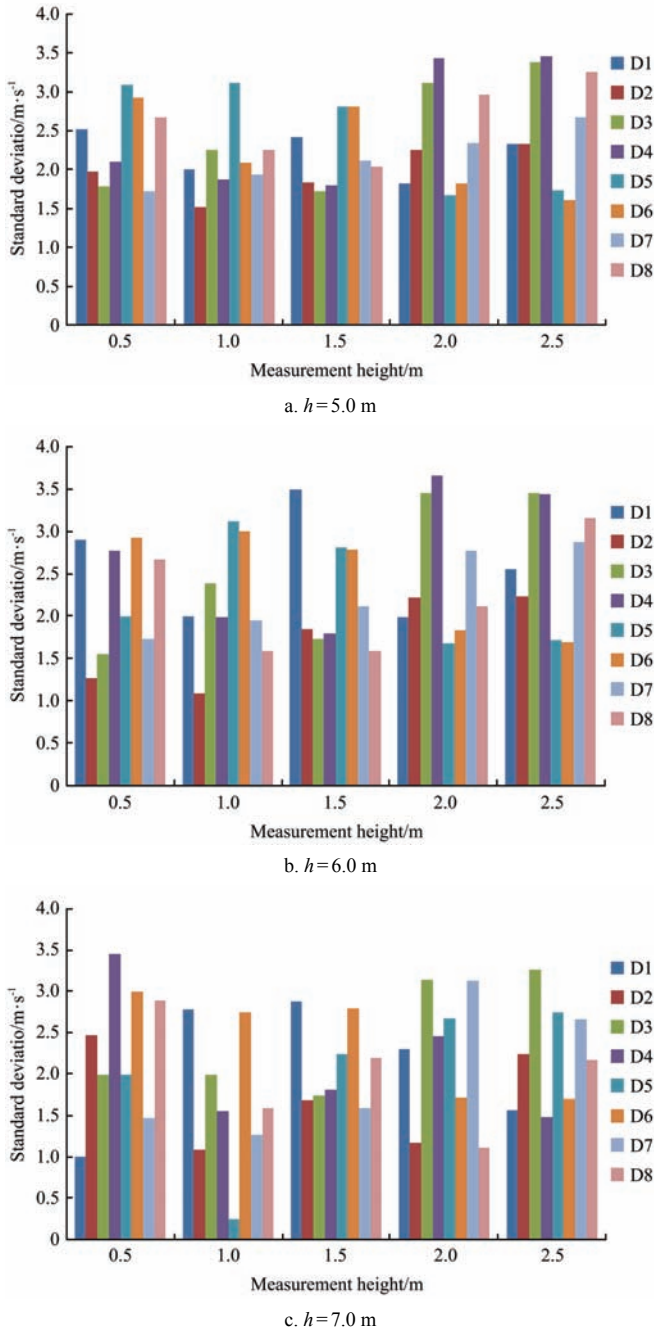 4.0
3.5
3.0
2.5
2.0
1.5
1.0
0.5
0
Standard deviatio/m·s⁻¹
0.5 1.0 1.5 2.0 2.5
Measurement height/m
D1
D2
D3
D4
D5
D6
D7
D8
a. h=5.0 m
4.0
3.5
3.0
2.5
2.0
1.5
1.0
0.5
0
Standard deviatio/m·s⁻¹
0.5 1.0 1.5 2.0 2.5
Measurement height/m
D1
D2
D3
D4
D5
D6
D7
D8
b. h=6.0 m
4.0
3.5
3.0
2.5
2.0
1.5
1.0
0.5
0
Standard deviatio/m·s⁻¹
0.5 1.0 1.5 2.0 2.5
Measurement height/m
D1
D2
D3
D4
D5
D6
D7
D8
c. h=7.0 m